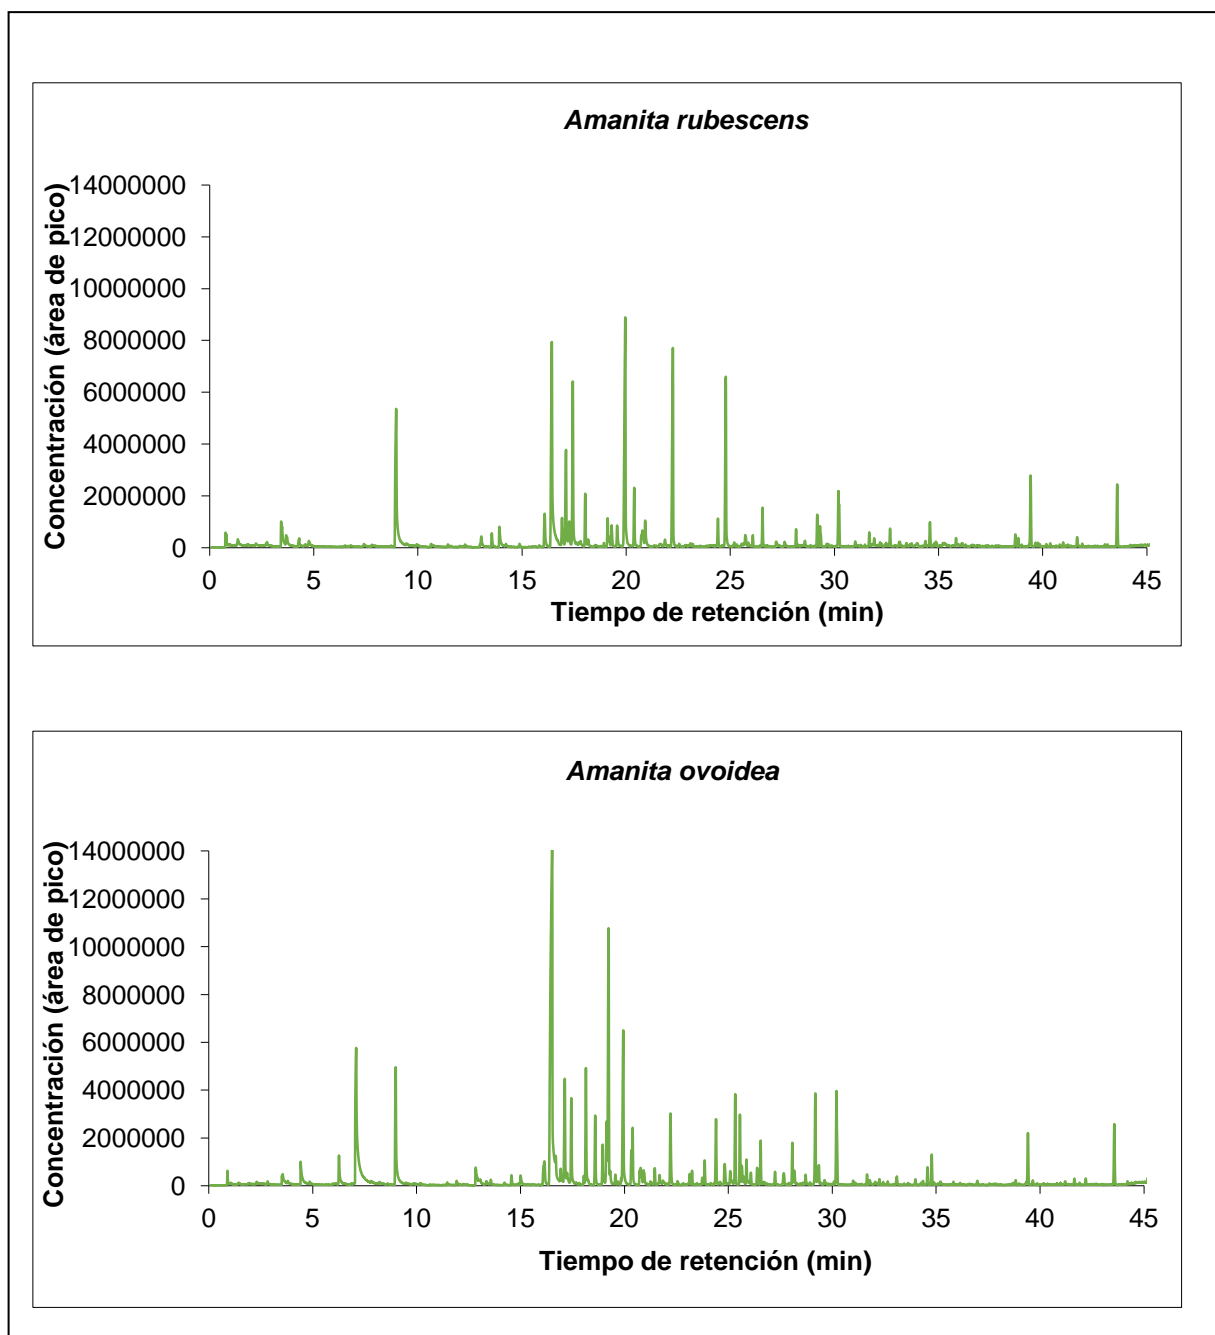 Amanita rubescens
Concentración (área de pico)
14000000
12000000
10000000
8000000
6000000
4000000
2000000
0
0 5 10 15 20 25 30 35 40 45
Tiempo de retención (min)
Amanita ovoidea
Concentración (área de pico)
14000000
12000000
10000000
8000000
6000000
4000000
2000000
0
0 5 10 15 20 25 30 35 40 45
Tiempo de retención (min)